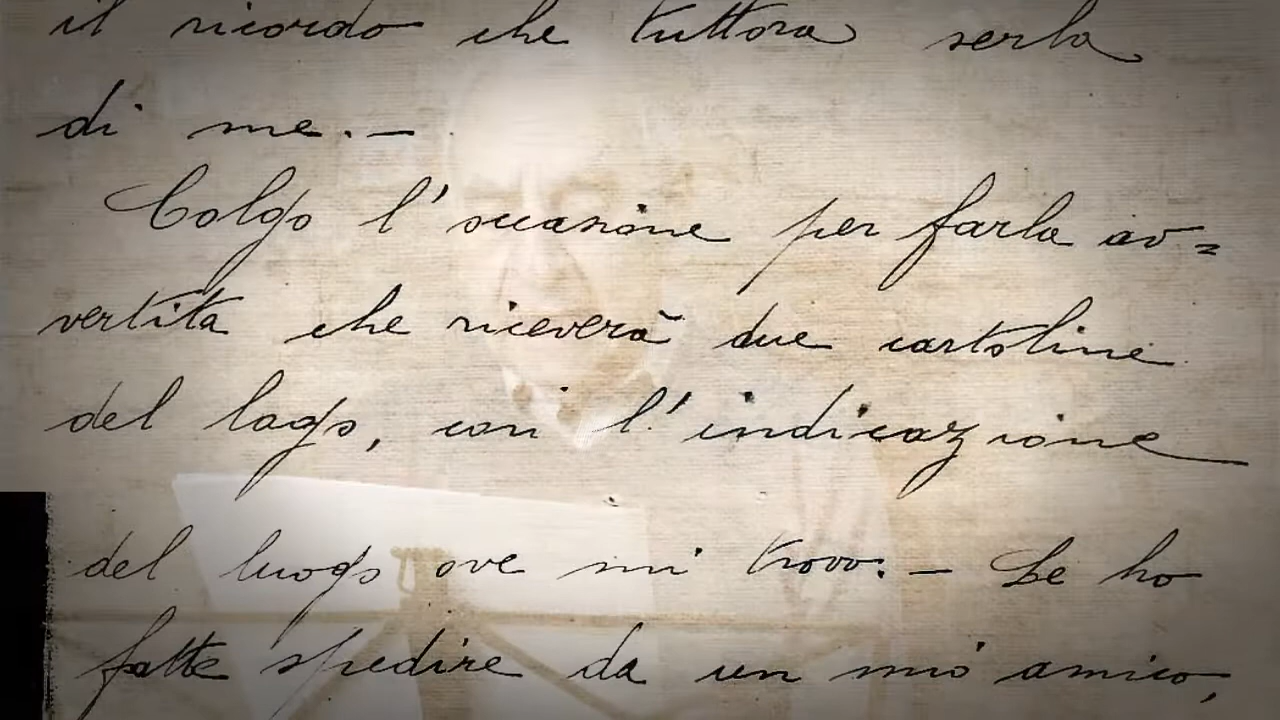 il ricordo che tuttora serba
di me. —
Colgo l'occasione per farla av=
vertita che riceverà due cartoline
del lago, con l'indicazione
del luogo ove mi trovo. — Le ho
fatte spedire da un mio amico,